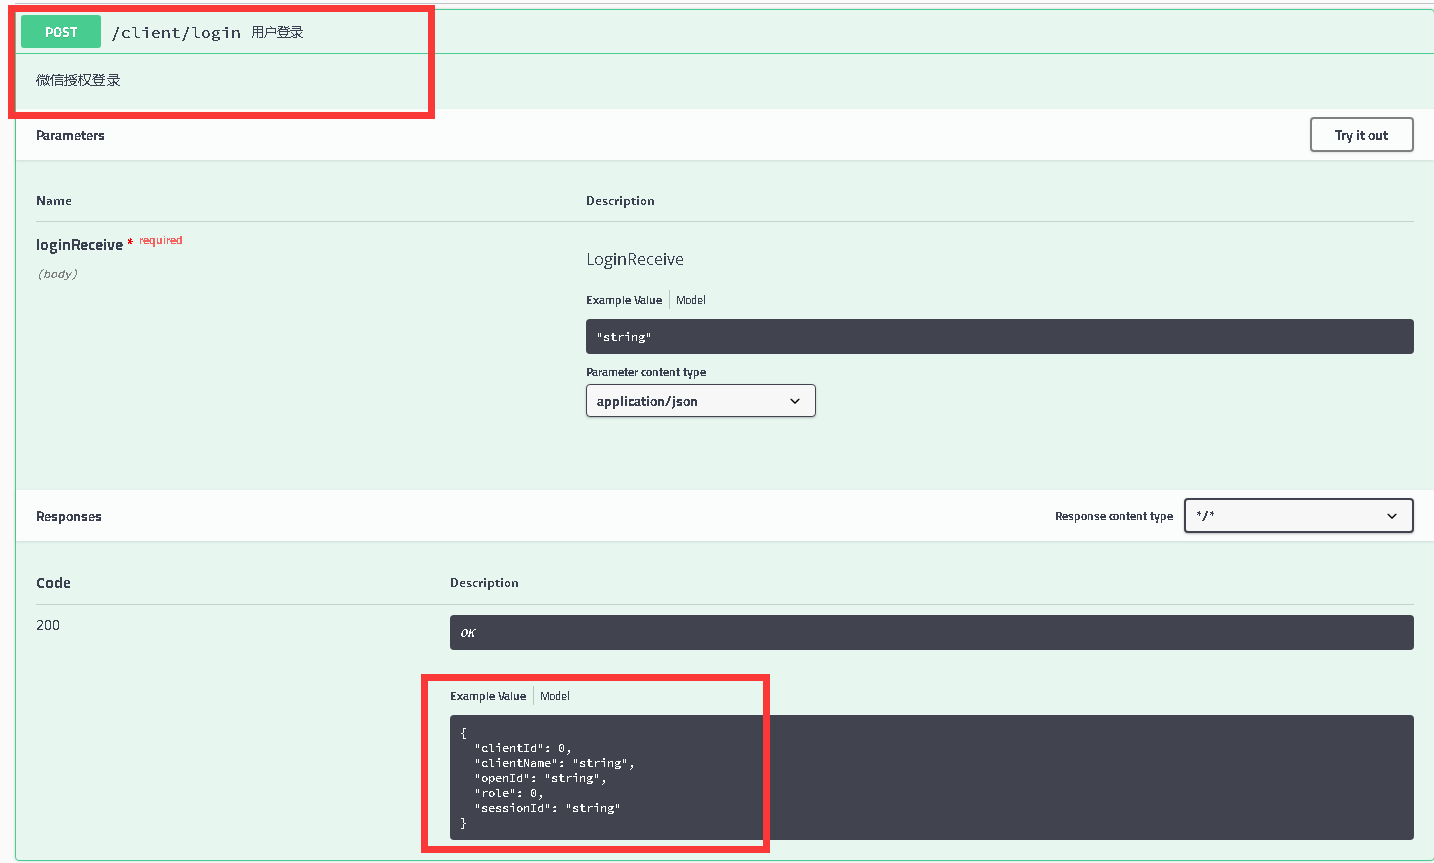 POST /client/login 用户登录
微信授权登录
Parameters
Try it out
Name Description
loginReceive * required
(body)
LoginReceive
Example Value Model
"string"
Parameter content type
application/json
Responses
Response content type */*
Code Description
200
OK
Example Value Model
{
"clientId": 0,
"clientName": "string",
"openId": "string",
"role": 0,
"sessionId": "string"
}